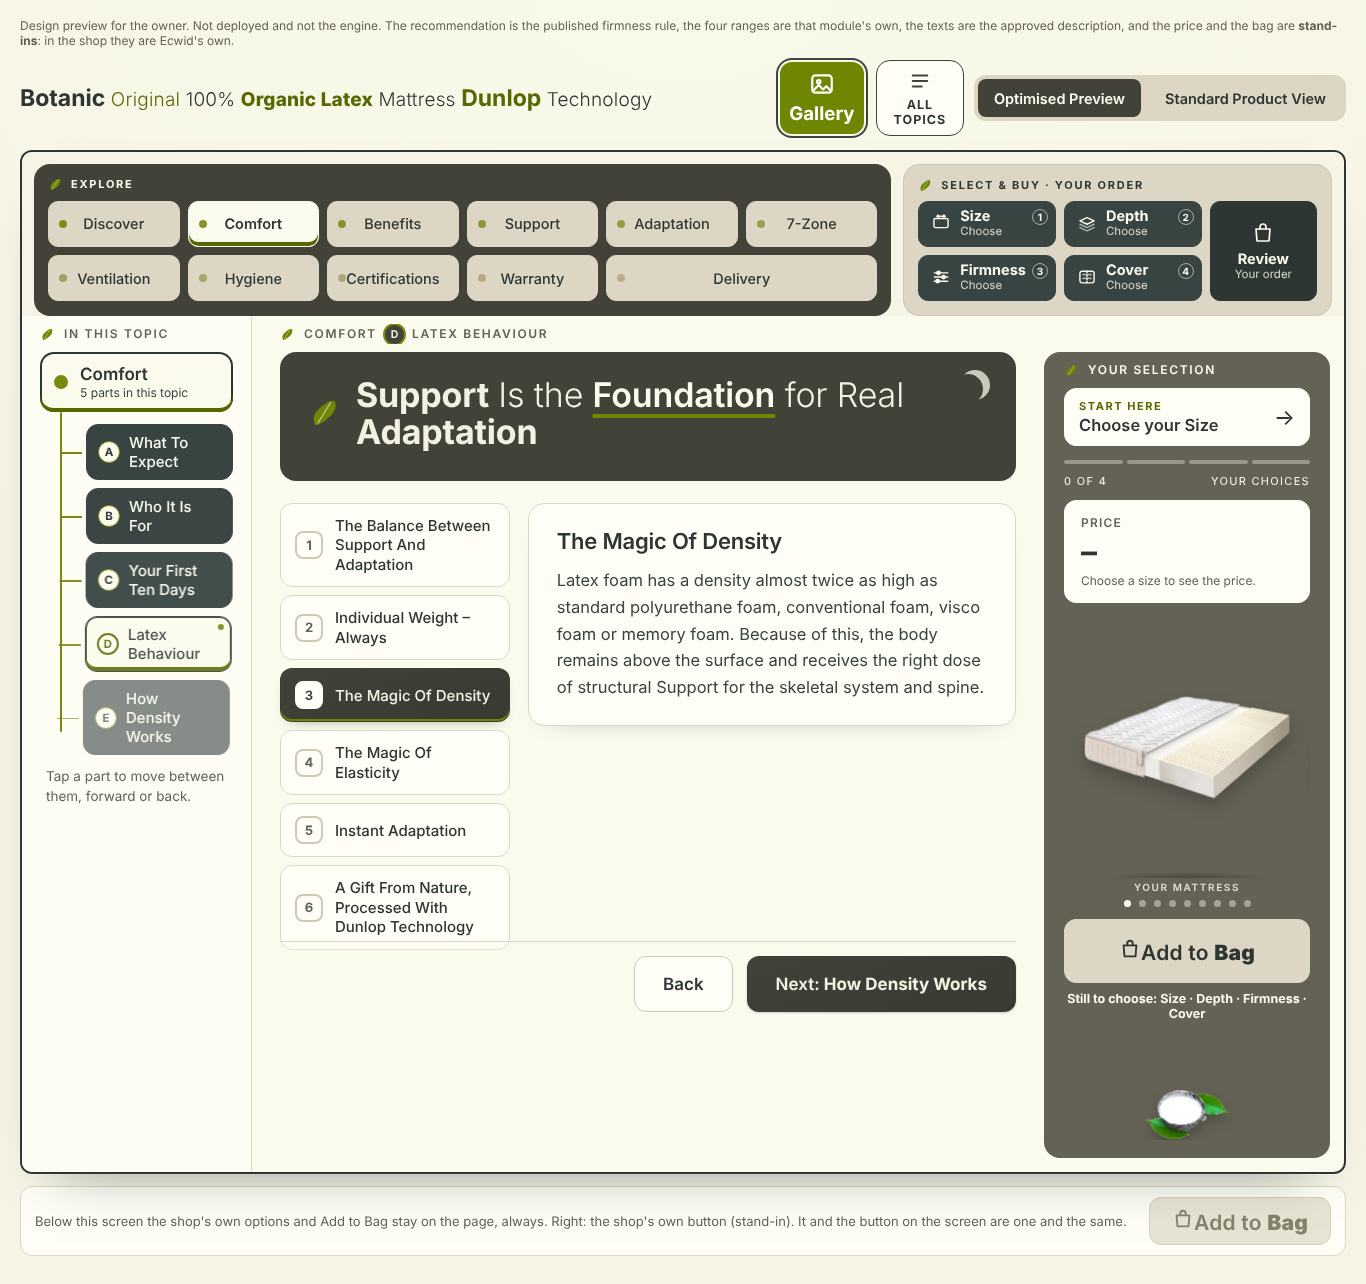 Design preview for the owner. Not deployed and not the engine. The recommendation is the published firmness rule, the four ranges are that module's own, the texts are the approved description, and the price and the bag are stand-
ins: in the shop they are Ecwid's own.
Botanic Original 100% Organic Latex Mattress Dunlop Technology
Gallery
ALL
TOPICS
Optimised Preview
Standard Product View
EXPLORE
Discover
Comfort
Benefits
Support
Adaptation
7-Zone
Ventilation
Hygiene
Certifications
Warranty
Delivery
SELECT & BUY · YOUR ORDER
Size
Choose
1
Depth
Choose
2
Firmness
Choose
3
Cover
Choose
4
Review
Your order
IN THIS TOPIC
Comfort
5 parts in this topic
A
What To
Expect
B
Who It Is
For
C
Your First
Ten Days
D
Latex
Behaviour
E
How
Density
Works
Tap a part to move between
them, forward or back.
COMFORT D LATEX BEHAVIOUR
Support Is the Foundation for Real
Adaptation
1
The Balance Between
Support And
Adaptation
2
Individual Weight –
Always
3
The Magic Of Density
4
The Magic Of
Elasticity
5
Instant Adaptation
6
A Gift From Nature,
Processed With
Dunlop Technology
The Magic Of Density
Latex foam has a density almost twice as high as
standard polyurethane foam, conventional foam, visco
foam or memory foam. Because of this, the body
remains above the surface and receives the right dose
of structural Support for the skeletal system and spine.
Back
Next: How Density Works
YOUR SELECTION
START HERE
Choose your Size
0 OF 4
YOUR CHOICES
PRICE
–
Choose a size to see the price.
YOUR MATTRESS
Add to Bag
Still to choose: Size · Depth · Firmness ·
Cover
Below this screen the shop's own options and Add to Bag stay on the page, always. Right: the shop's own button (stand-in). It and the button on the screen are one and the same.
Add to Bag